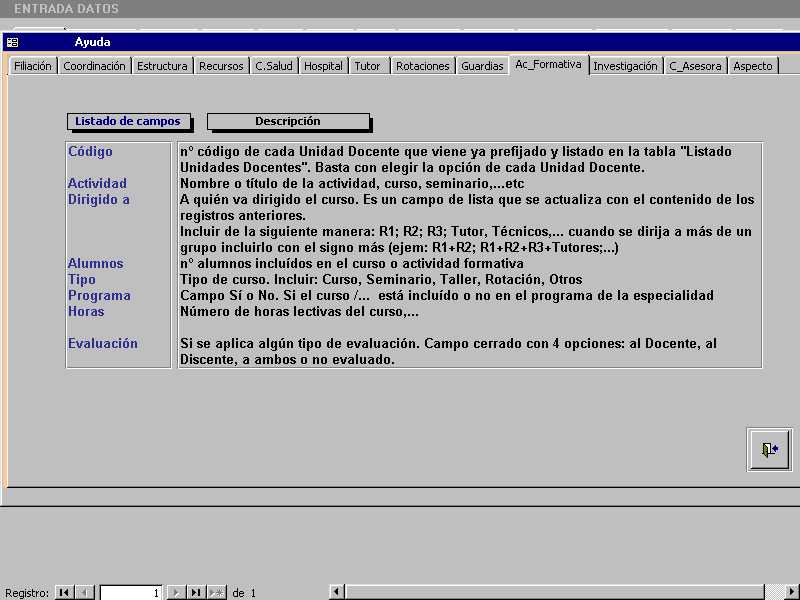 ENTRADA DATOS
Ayuda
Filiación Coordinación Estructura Recursos C.Salud Hospital Tutor Rotaciones Guardias Ac_Formativa Investigación C_Asesora Aspecto
Listado de campos Descripción
Código nº código de cada Unidad Docente que viene ya prefijado y listado en la tabla "Listado
Unidades Docentes". Basta con elegir la opción de cada Unidad Docente.
Actividad Nombre o título de la actividad, curso, seminario,...etc
Dirigido a A quién va dirigido el curso. Es un campo de lista que se actualiza con el contenido de los
registros anteriores.
Incluir de la siguiente manera: R1; R2; R3; Tutor, Técnicos,... cuando se dirija a más de un
grupo incluirlo con el signo más (ejem: R1+R2; R1+R2+R3+Tutores;...)
Alumnos nº alumnos incluídos en el curso o actividad formativa
Tipo Tipo de curso. Incluir: Curso, Seminario, Taller, Rotación, Otros
Programa Campo Sí o No. Si el curso /... está incluído o no en el programa de la especialidad
Horas Número de horas lectivas del curso,...
Evaluación Si se aplica algún tipo de evaluación. Campo cerrado con 4 opciones: al Docente, al
Discente, a ambos o no evaluado.
Registro: 1 de 1